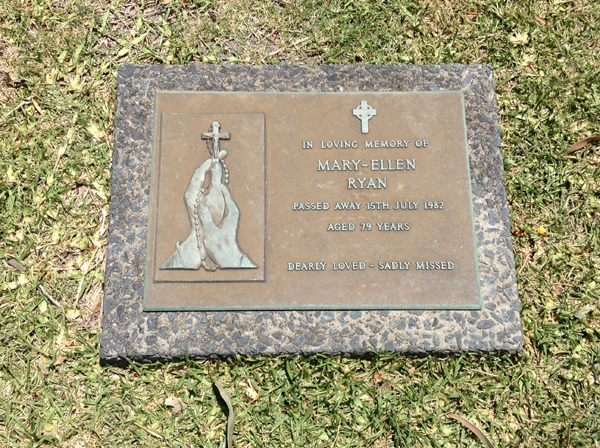 IN LOVING MEMORY OF
MARY-ELLEN
RYAN
PASSED AWAY 15TH JULY 1982
AGED 79 YEARS
DEARLY LOVED - SADLY MISSED